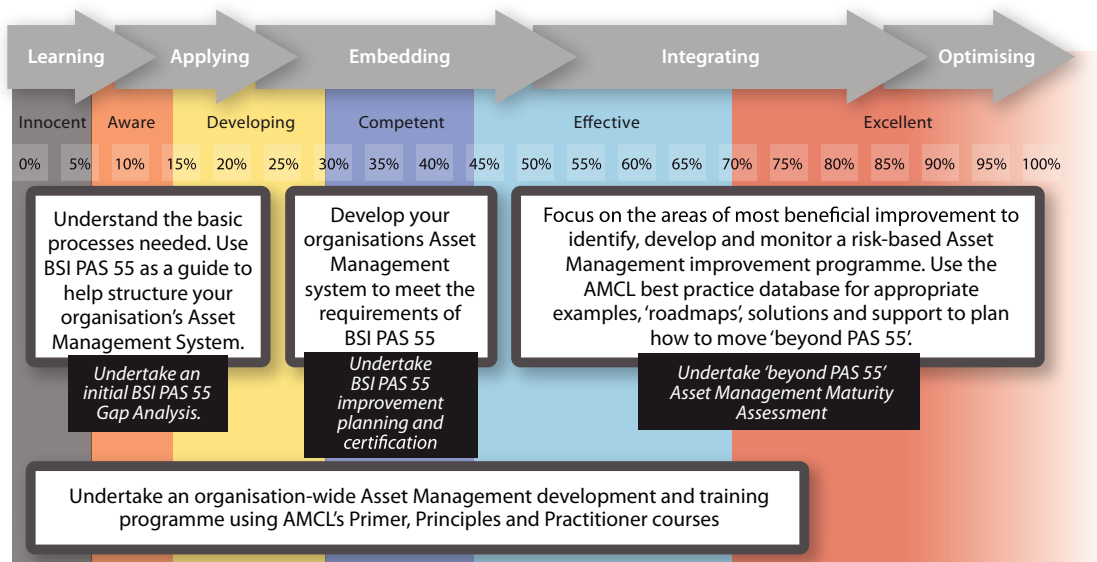 Learning Applying Embedding Integrating Optimising
Innocent Aware Developing Competent Effective Excellent
0% 5% 10% 15% 20% 25% 30% 35% 40% 45% 50% 55% 60% 65% 70% 75% 80% 85% 90% 95% 100%
Understand the basic
processes needed. Use
BSI PAS 55 as a guide to
help structure your
organisation's Asset
Management System.
Undertake an
initial BSI PAS 55
Gap Analysis.
Develop your
organisations Asset
Management
system to meet the
requirements of
BSI PAS 55
Undertake
BSI PAS 55
improvement
planning and
certification
Focus on the areas of most beneficial improvement to
identify, develop and monitor a risk-based Asset
Management improvement programme. Use the
AMCL best practice database for appropriate
examples, 'roadmaps', solutions and support to plan
how to move 'beyond PAS 55'.
Undertake 'beyond PAS 55'
Asset Management Maturity
Assessment
Undertake an organisation-wide Asset Management development and training
programme using AMCL's Primer, Principles and Practitioner courses